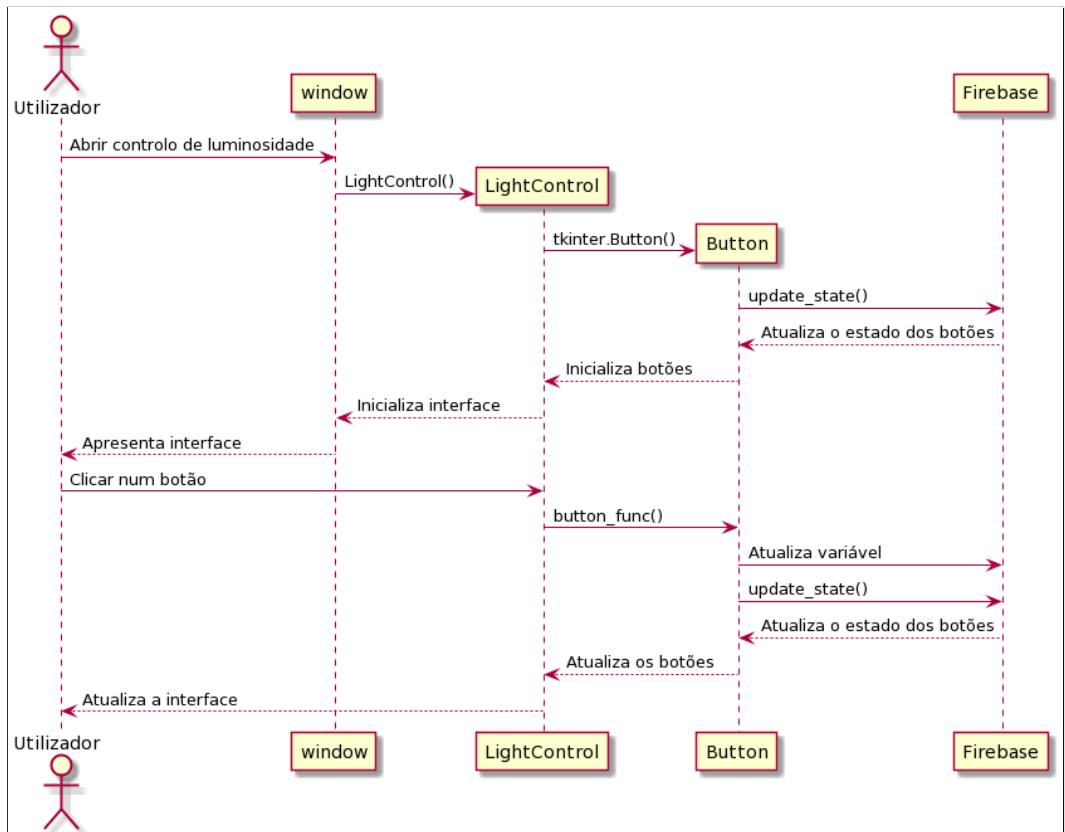 Utilizador
window
Firebase
Abrir controlo de luminosidade
LightControl()
LightControl
tkinter.Button()
Button
update_state()
Atualiza o estado dos botões
Inicializa botões
Inicializa interface
Apresenta interface
Clicar num botão
button_func()
Atualiza variável
update_state()
Atualiza o estado dos botões
Atualiza os botões
Atualiza a interface
Utilizador
window
LightControl
Button
Firebase